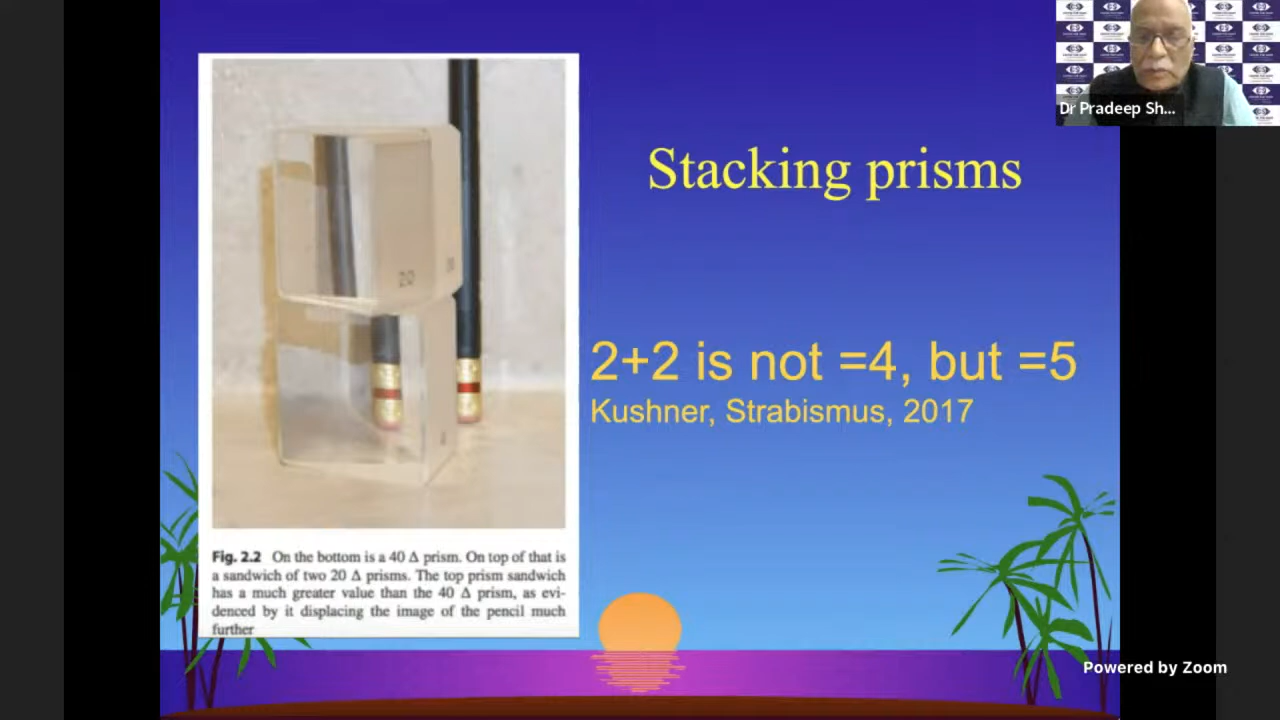 Dr Pradeep Sh...
Stacking prisms
20
2+2 is not =4, but =5
Kushner, Strabismus, 2017
Fig. 2.2 On the bottom is a 40 Δ prism. On top of that is
a sandwich of two 20 Δ prisms. The top prism sandwich
has a much greater value than the 40 Δ prism, as evi-
denced by it displacing the image of the pencil much
further
Powered by Zoom